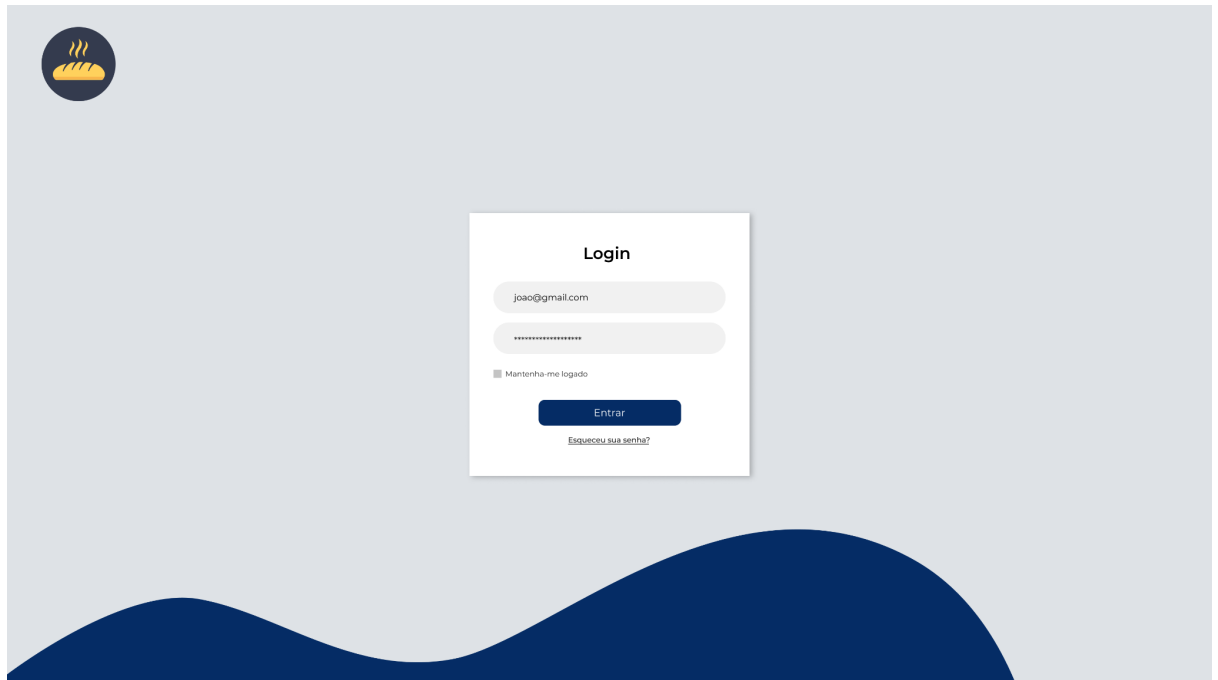 Login
joao@gmail.com
*******************
Mantenha-me logado
Entrar
Esqueceu sua senha?